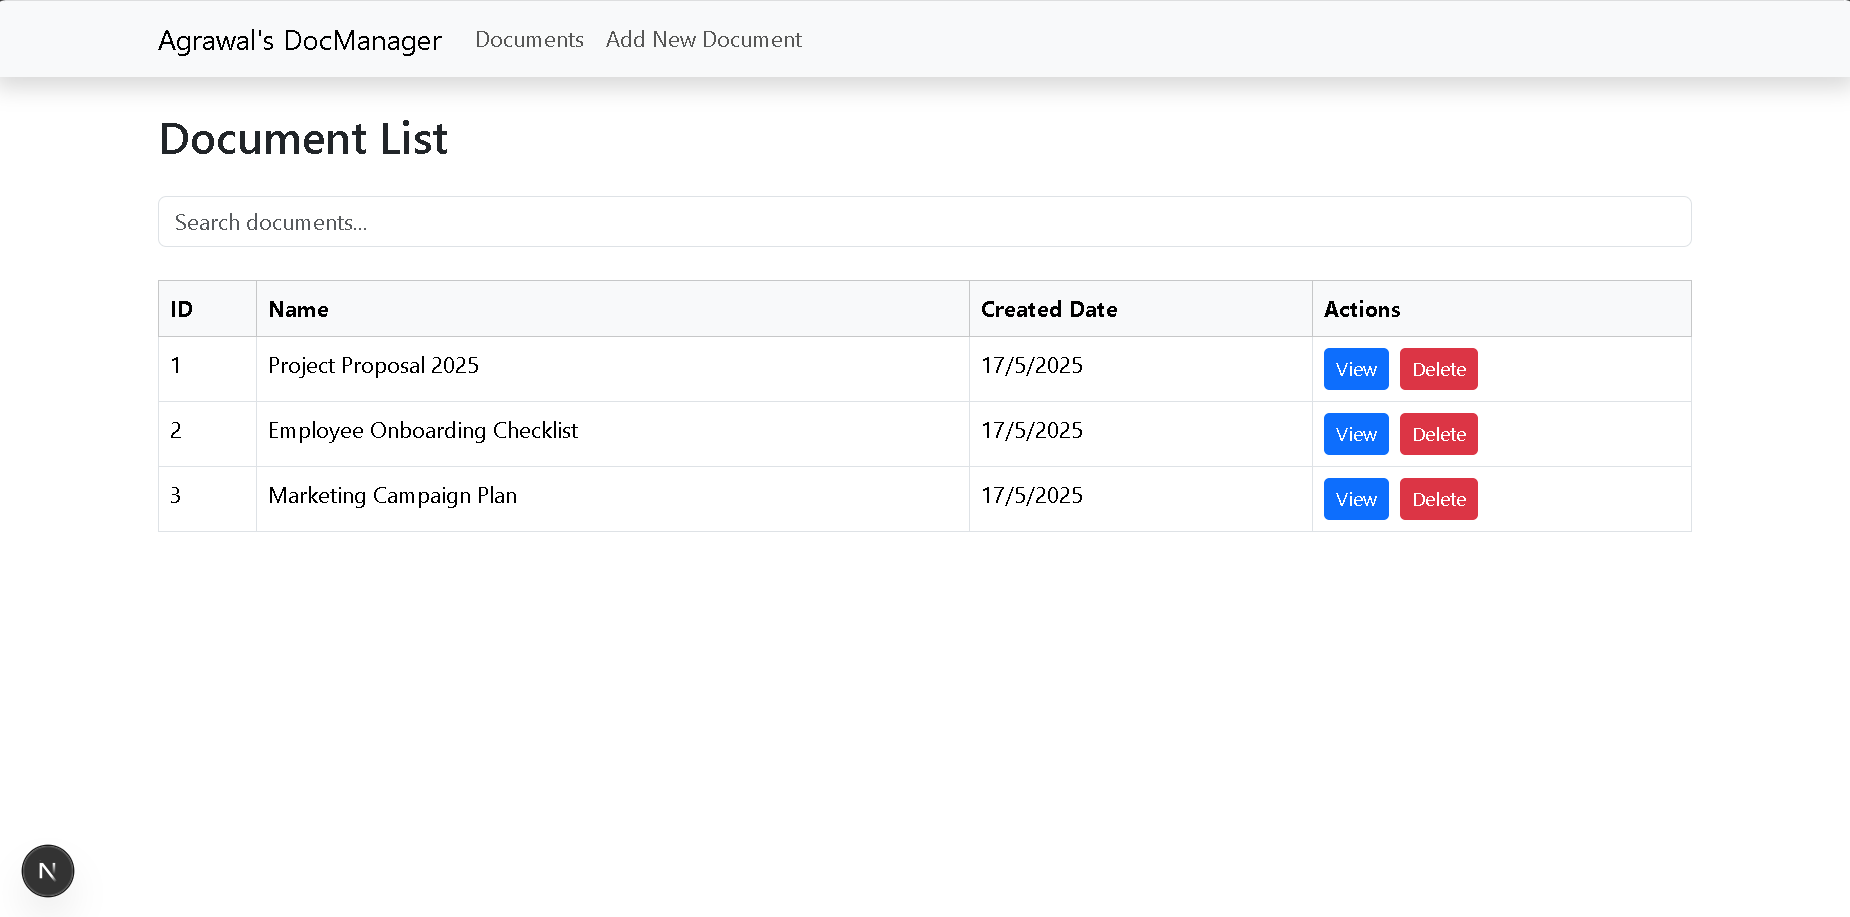 Agrawal's DocManager Documents Add New Document
Document List
Search documents...
ID Name Created Date Actions
1 Project Proposal 2025 17/5/2025 View Delete
2 Employee Onboarding Checklist 17/5/2025 View Delete
3 Marketing Campaign Plan 17/5/2025 View Delete
N